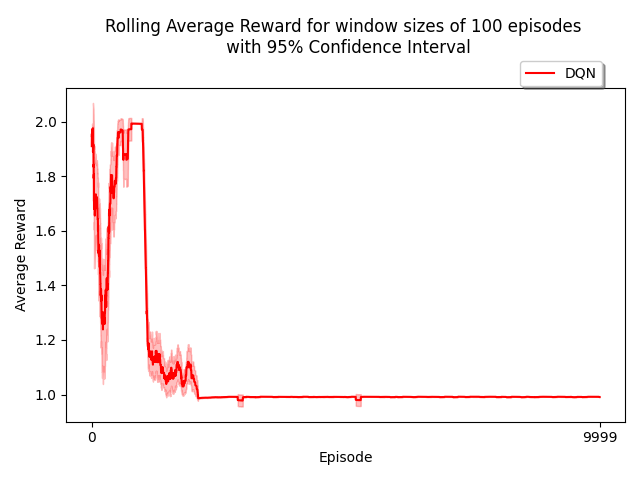 Rolling Average Reward for window sizes of 100 episodes
with 95% Confidence Interval
DQN
2.0
1.8
1.6
1.4
1.2
1.0
Average Reward
0
9999
Episode